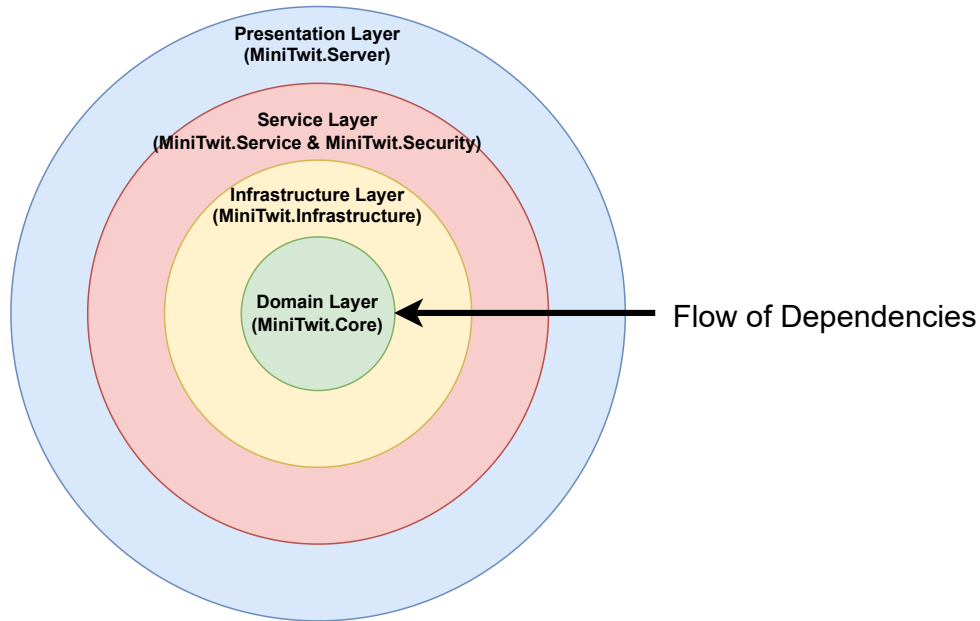 Presentation Layer
(MiniTwit.Server)
Service Layer
(MiniTwit.Service & MiniTwit.Security)
Infrastructure Layer
(MiniTwit.Infrastructure)
Domain Layer
(MiniTwit.Core)
Flow of Dependencies